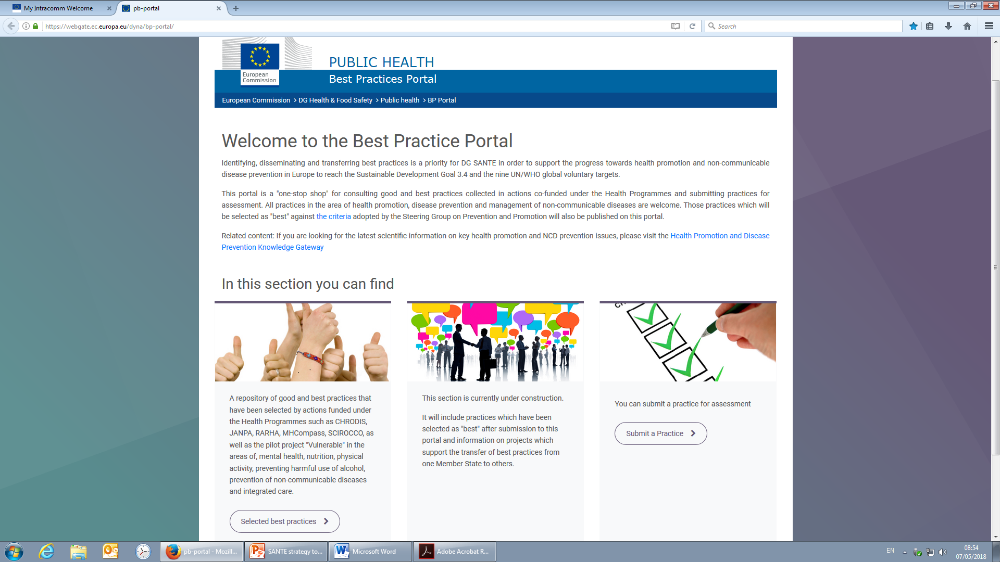 My Intracomm Welcome
pb-portal
https://webgate.ec.europa.eu/dyna/bp-portal/
Search
European
Commission
PUBLIC HEALTH
Best Practices Portal
European Commission > DG Health & Food Safety > Public health > BP Portal
Welcome to the Best Practice Portal
Identifying, disseminating and transferring best practices is a priority for DG SANTE in order to support the progress towards health promotion and non-communicable
disease prevention in Europe to reach the Sustainable Development Goal 3.4 and the nine UN/WHO global voluntary targets.
This portal is a "one-stop shop" for consulting good and best practices collected in actions co-funded under the Health Programmes and submitting practices for
assessment. All practices in the area of health promotion, disease prevention and management of non-communicable diseases are welcome. Those practices which will
be selected as "best" against the criteria adopted by the Steering Group on Prevention and Promotion will also be published on this portal.
Related content: If you are looking for the latest scientific information on key health promotion and NCD prevention issues, please visit the Health Promotion and Disease
Prevention Knowledge Gateway
In this section you can find
A repository of good and best practices that
have been selected by actions funded under
the Health Programmes such as CHRODIS,
JANPA, RARHA, MHCompass, SCIROCCO, as
well as the pilot project "Vulnerable" in the
areas of, mental health, nutrition, physical
activity, preventing harmful use of alcohol,
prevention of non-communicable diseases
and integrated care.
Selected best practices
This section is currently under construction.
It will include practices which have been
selected as "best" after submission to this
portal and information on projects which
support the transfer of best practices from
one Member State to others.
You can submit a practice for assessment
Submit a Practice
pb-portal - Mozill...
SANTE strategy to...
Microsoft Word
Adobe Acrobat R...
EN
08:54
07/05/2018